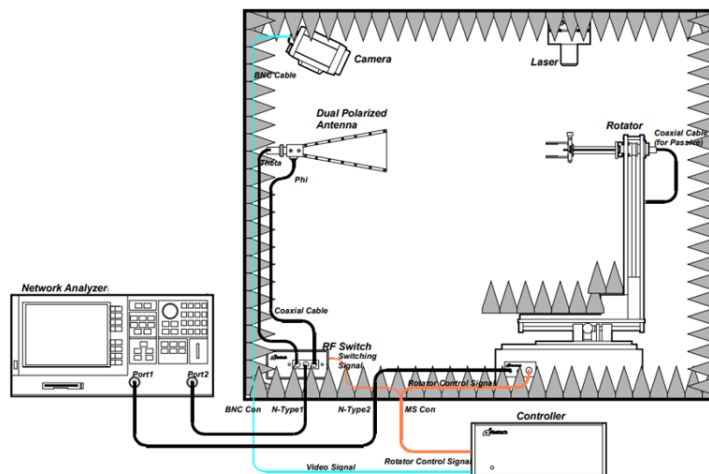 Camera
BNC Cable
Laser
Dual Polarized
Antenna
Rotator
Coaxial Cable
(for Passive)
Theta
Phi
Network Analyzer
Coaxial Cable
RF Switch
Switching
Signal
Port1
Port2
Rotator Control Signal
BNC Con
N-Type1
N-Type2
MS Con
Controller
Rotator Control Signal
Video Signal